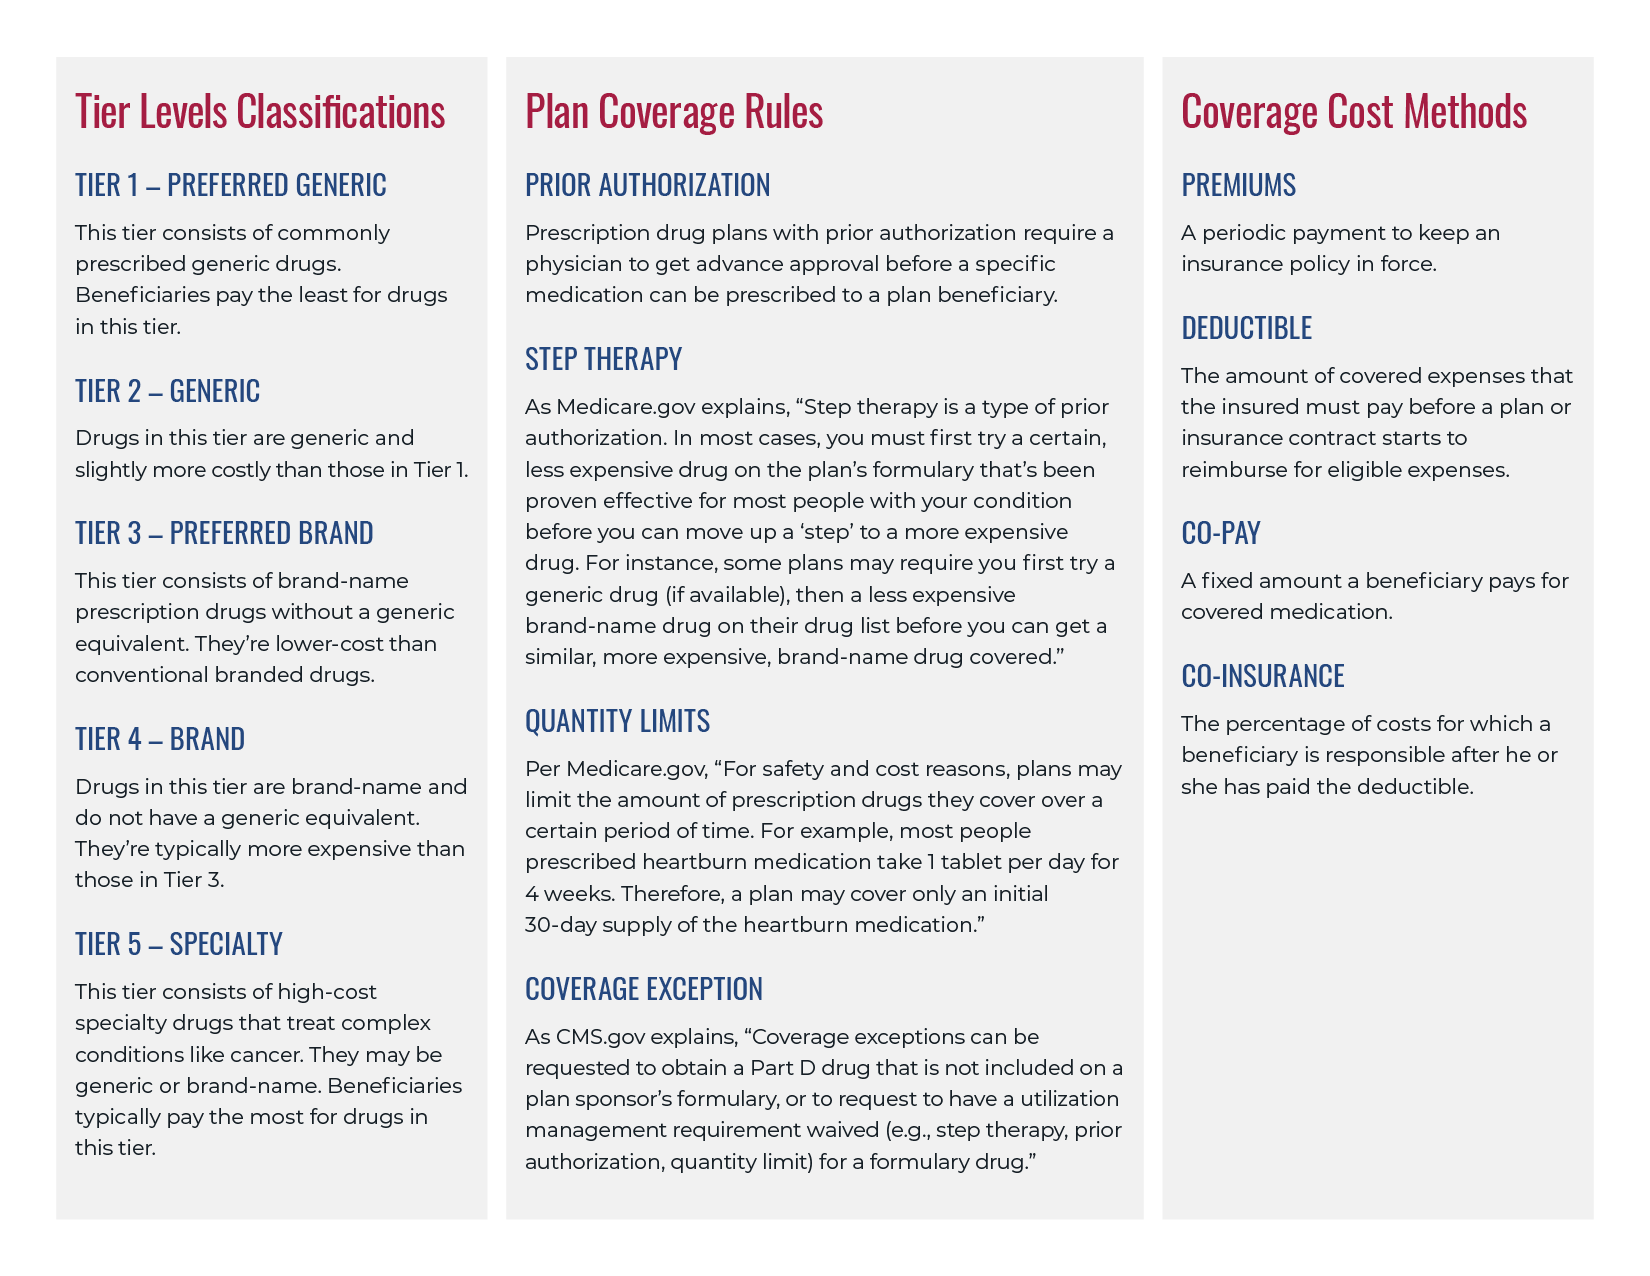 Tier Levels Classifications
TIER 1 – PREFERRED GENERIC
This tier consists of commonly
prescribed generic drugs.
Beneficiaries pay the least for drugs
in this tier.
TIER 2 – GENERIC
Drugs in this tier are generic and
slightly more costly than those in Tier 1.
TIER 3 – PREFERRED BRAND
This tier consists of brand-name
prescription drugs without a generic
equivalent. They’re lower-cost than
conventional branded drugs.
TIER 4 – BRAND
Drugs in this tier are brand-name and
do not have a generic equivalent.
They’re typically more expensive than
those in Tier 3.
TIER 5 – SPECIALTY
This tier consists of high-cost
specialty drugs that treat complex
conditions like cancer. They may be
generic or brand-name. Beneficiaries
typically pay the most for drugs in
this tier.
Plan Coverage Rules
PRIOR AUTHORIZATION
Prescription drug plans with prior authorization require a
physician to get advance approval before a specific
medication can be prescribed to a plan beneficiary.
STEP THERAPY
As Medicare.gov explains, “Step therapy is a type of prior
authorization. In most cases, you must first try a certain,
less expensive drug on the plan’s formulary that’s been
proven effective for most people with your condition
before you can move up a ‘step’ to a more expensive
drug. For instance, some plans may require you first try a
generic drug (if available), then a less expensive
brand-name drug on their drug list before you can get a
similar, more expensive, brand-name drug covered.”
QUANTITY LIMITS
Per Medicare.gov, “For safety and cost reasons, plans may
limit the amount of prescription drugs they cover over a
certain period of time. For example, most people
prescribed heartburn medication take 1 tablet per day for
4 weeks. Therefore, a plan may cover only an initial
30-day supply of the heartburn medication.”
COVERAGE EXCEPTION
As CMS.gov explains, “Coverage exceptions can be
requested to obtain a Part D drug that is not included on a
plan sponsor’s formulary, or to request to have a utilization
management requirement waived (e.g., step therapy, prior
authorization, quantity limit) for a formulary drug.”
Coverage Cost Methods
PREMIUMS
A periodic payment to keep an
insurance policy in force.
DEDUCTIBLE
The amount of covered expenses that
the insured must pay before a plan or
insurance contract starts to
reimburse for eligible expenses.
CO-PAY
A fixed amount a beneficiary pays for
covered medication.
CO-INSURANCE
The percentage of costs for which a
beneficiary is responsible after he or
she has paid the deductible.